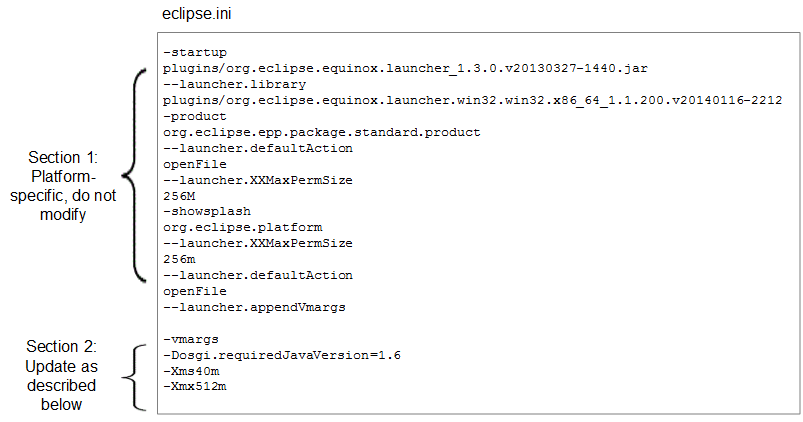 eclipse.ini
-startup
plugins/org.eclipse.equinox.launcher_1.3.0.v20130327-1440.jar
--launcher.library
plugins/org.eclipse.equinox.launcher.win32.win32.x86_64_1.1.200.v20140116-2212
-product
org.eclipse.epp.package.standard.product
--launcher.defaultAction
openFile
--launcher.XXMaxPermSize
256M
-showsplash
org.eclipse.platform
--launcher.XXMaxPermSize
256m
--launcher.defaultAction
openFile
--launcher.appendVmargs
Section 1:
Platform-
specific, do not
modify
-vmargs
-Dosgi.requiredJavaVersion=1.6
-Xms40m
-Xmx512m
Section 2:
Update as
described
below